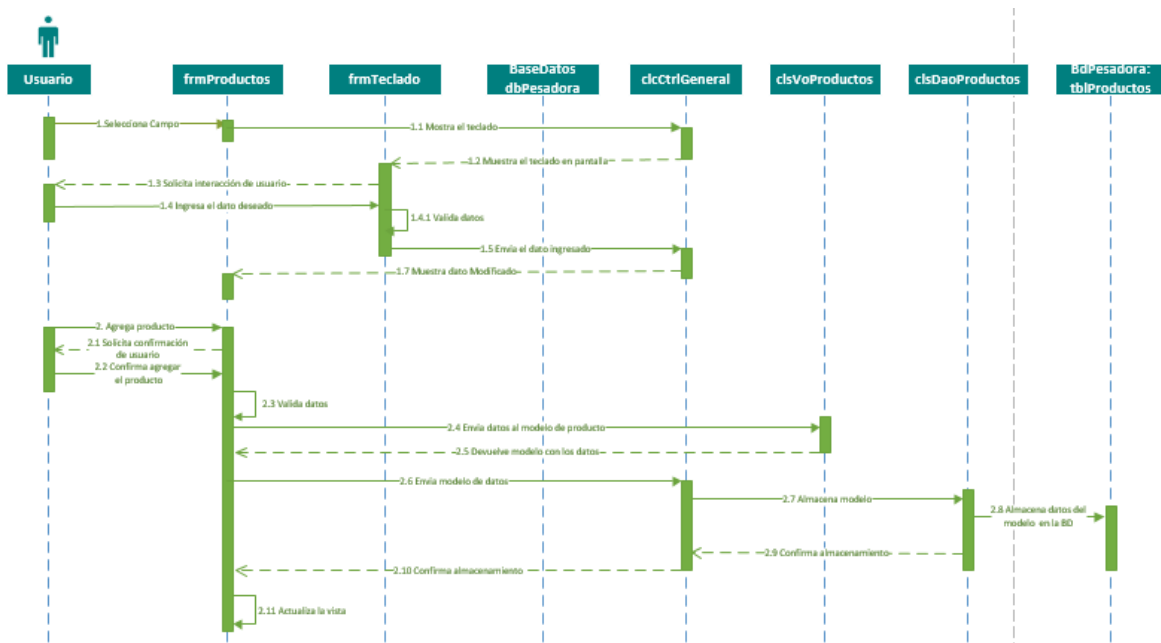 Usuario
frmProductos
frmTeclado
BaseDatos
dbPesadora
clcCtrlGeneral
clsVoProductos
clsDaoProductos
BdPesadora:
tblProductos
1.Selecciona Campo
1.1 Mostra el teclado
1.2 Muestra el teclado en pantalla
1.3 Solicita interacción de usuario
1.4 Ingresa el dato deseado
1.4.1 Valida datos
1.5 Envia el dato ingresado
1.7 Muestra dato Modificado
2. Agrega producto
2.1 Solicita confirmación
de usuario
2.2 Confirma agregar
el producto
2.3 Valida datos
2.4 Envia datos al modelo de producto
2.5 Devuelve modelo con los datos
2.6 Envia modelo de datos
2.7 Almacena modelo
2.8 Almacena datos del
modelo en la BD
2.9 Confirma almacenamiento
2.10 Confirma almacenamiento
2.11 Actualiza la vista